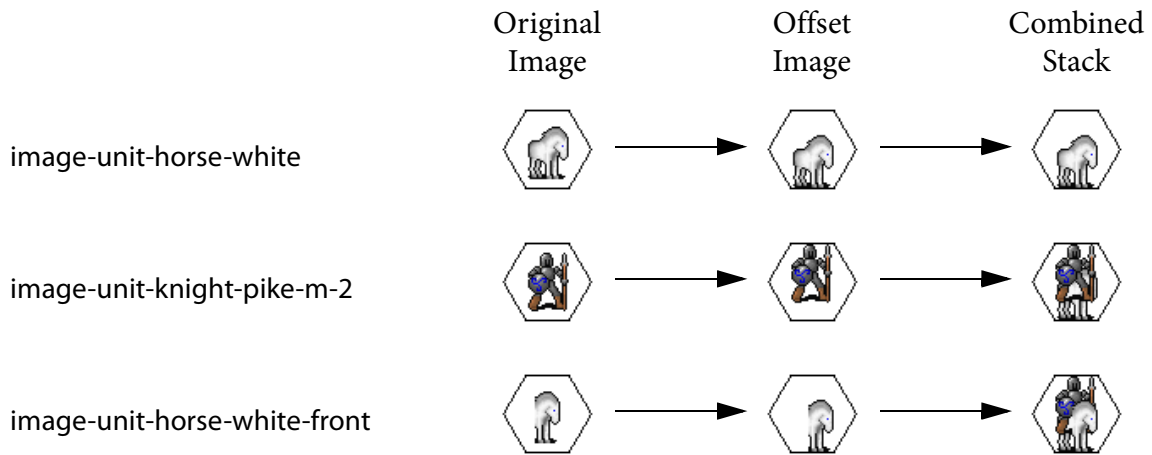 Original
Image
Offset
Image
Combined
Stack
image-unit-horse-white
image-unit-knight-pike-m-2
image-unit-horse-white-front